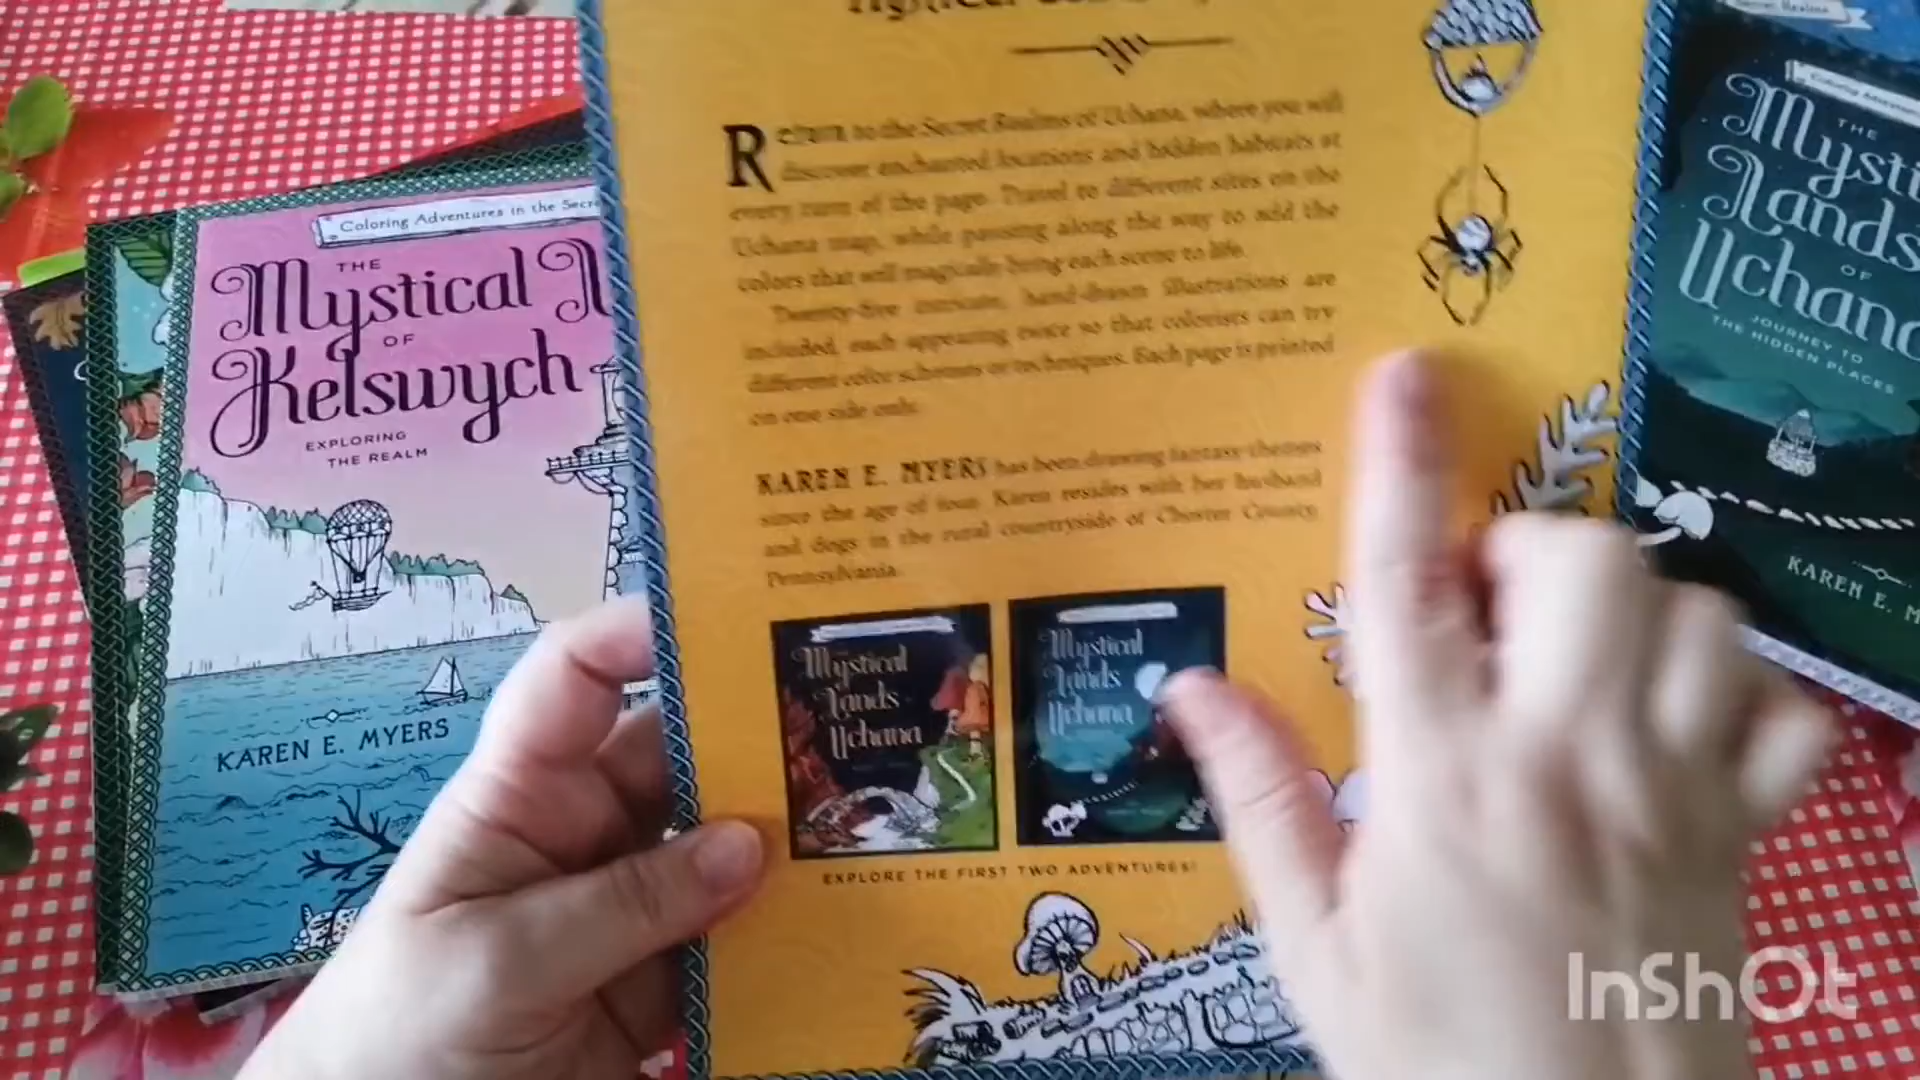 Coloring Adventures in the Secre
THE
Mystical
OF
Kelswych
EXPLORING
THE REALM
KAREN E. MYERS
Return to the Secret Realms of Uchana, where you will
discover enchanted locations and hidden habitats at
every turn of the page. Travel to different sites on the
Uchana map, while pausing along the way to add the
colors that will magically bring each scene to life.
Twenty-five intricate, hand-drawn illustrations are
included, each appearing twice so that colorists can try
different color schemes or techniques. Each page is printed
on one side only.
KAREN E. MYERS has been drawing fantasy themes
since the age of four. Karen resides with her husband
and dogs in the rural countryside of Chester County,
Pennsylvania.
Mystical
Lands
Uchana
Mystical
Lands
Uchana
EXPLORE THE FIRST TWO ADVENTURES!
Secret Realms
Coloring Adventures
THE
Mysti
Lands
OF
Uchana
JOURNEY TO
THE HIDDEN PLACES
KAREN E. M
InShOt